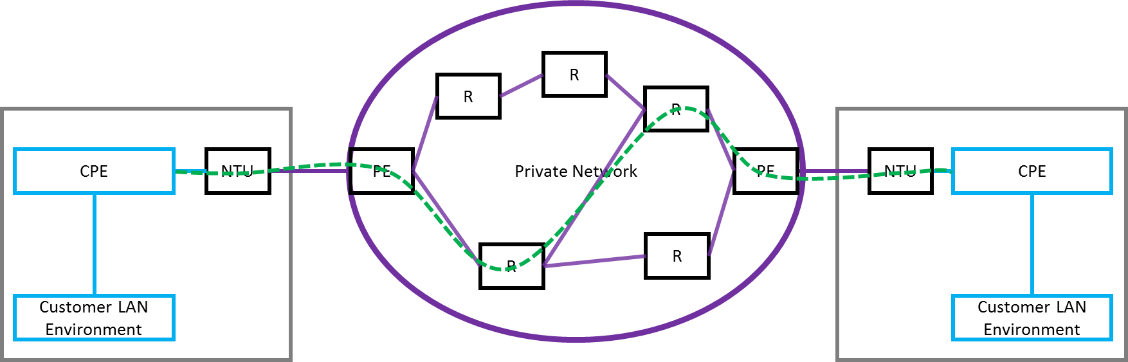 R
R
R
CPE
NTU
PE
Private Network
PE
NTU
CPE
R
R
Customer LAN
Environment
Customer LAN
Environment